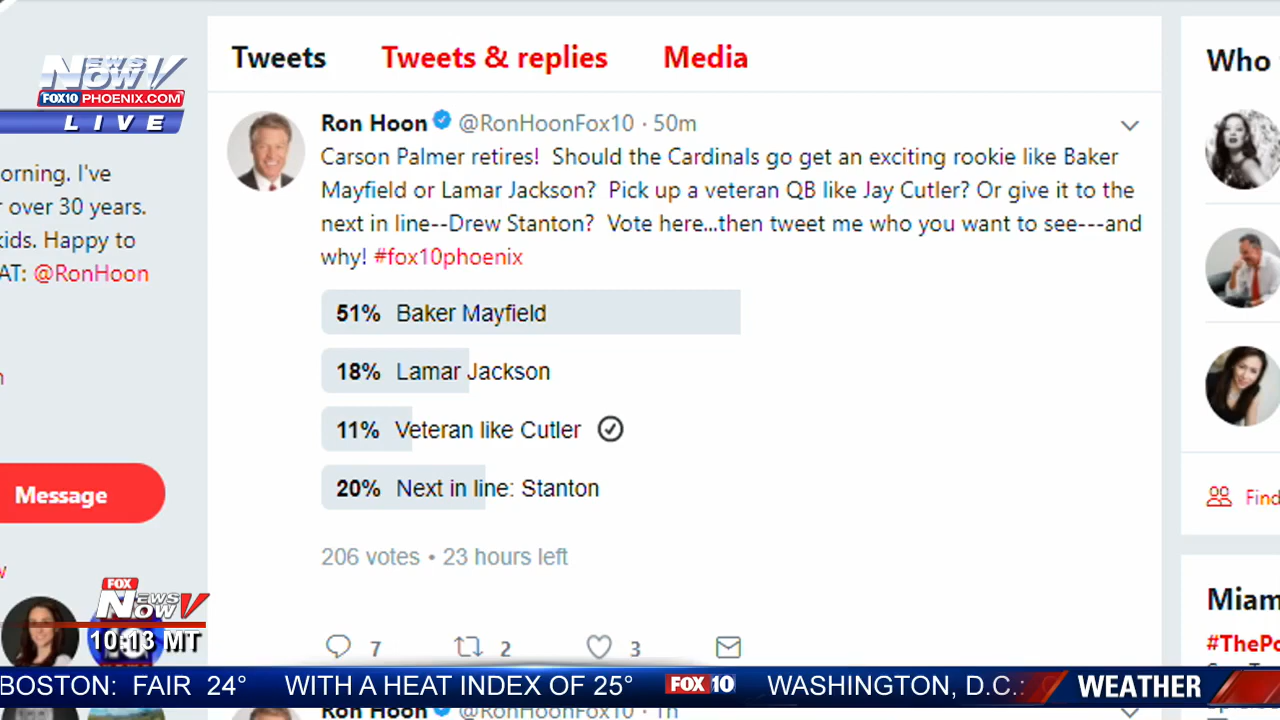 Tweets Tweets & replies Media
Who
NEWS
NOW
FOX10 PHOENIX.COM
LIVE
Ron Hoon @RonHoonFox10 · 50m
Carson Palmer retires! Should the Cardinals go get an exciting rookie like Baker
Mayfield or Lamar Jackson? Pick up a veteran QB like Jay Cutler? Or give it to the
next in line--Drew Stanton? Vote here...then tweet me who you want to see---and
why! #fox10phoenix
orning. I've
over 30 years.
kids. Happy to
AT: @RonHoon
51% Baker Mayfield
18% Lamar Jackson
11% Veteran like Cutler
20% Next in line: Stanton
206 votes • 23 hours left
Message
Find
7 2 3
Miam
#ThePo
FOX
NEWS
NOW
10:13 MT
BOSTON: FAIR 24° WITH A HEAT INDEX OF 25° FOX 10 WASHINGTON, D.C.: WEATHER
Ron Hoon @RonHoonFox10 · 1h